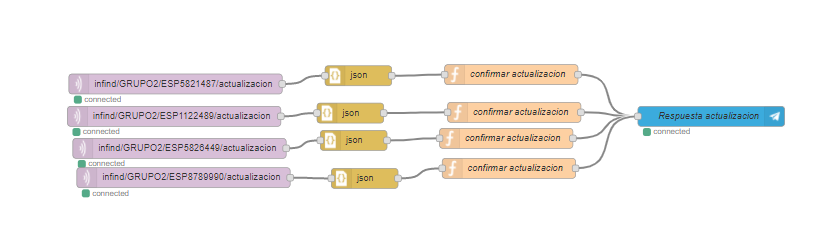 infind/GRUPO2/ESP5821487/actualizacion json confirmar actualizacion
connected
infind/GRUPO2/ESP1122489/actualizacion json confirmar actualizacion Respuesta actualizacion
connected connected
infind/GRUPO2/ESP5826449/actualizacion json confirmar actualizacion
connected
infind/GRUPO2/ESP8789990/actualizacion json confirmar actualizacion
connected